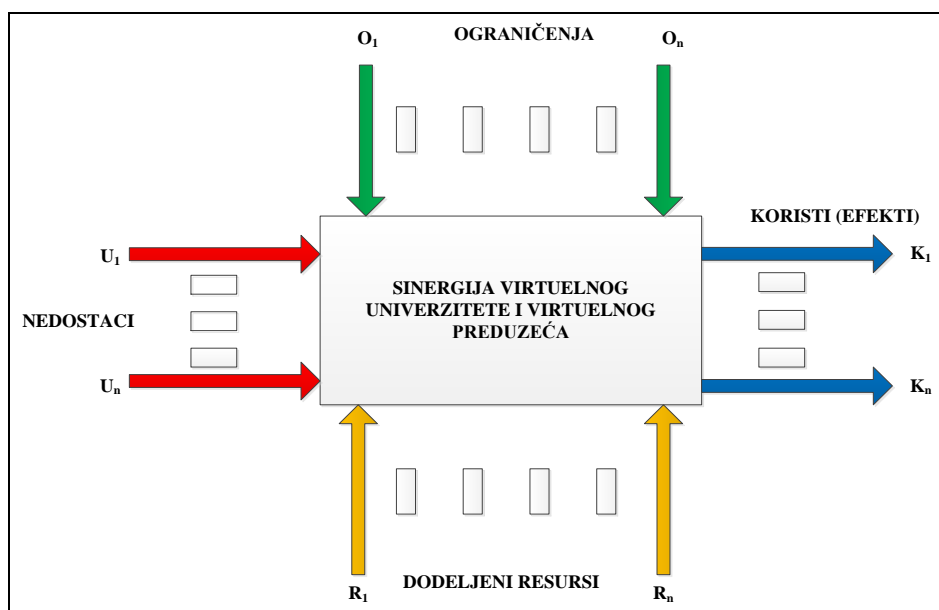 O₁ OGRANIČENJA Oₙ
KORISTI (EFEKTI)
U₁
K₁
SINERGIJA VIRTUELNOG
UNIVERZITETE I VIRTUELNOG
PREDUZEĆA
NEDOSTACI
Uₙ
Kₙ
R₁ DODELJENI RESURSI Rₙ